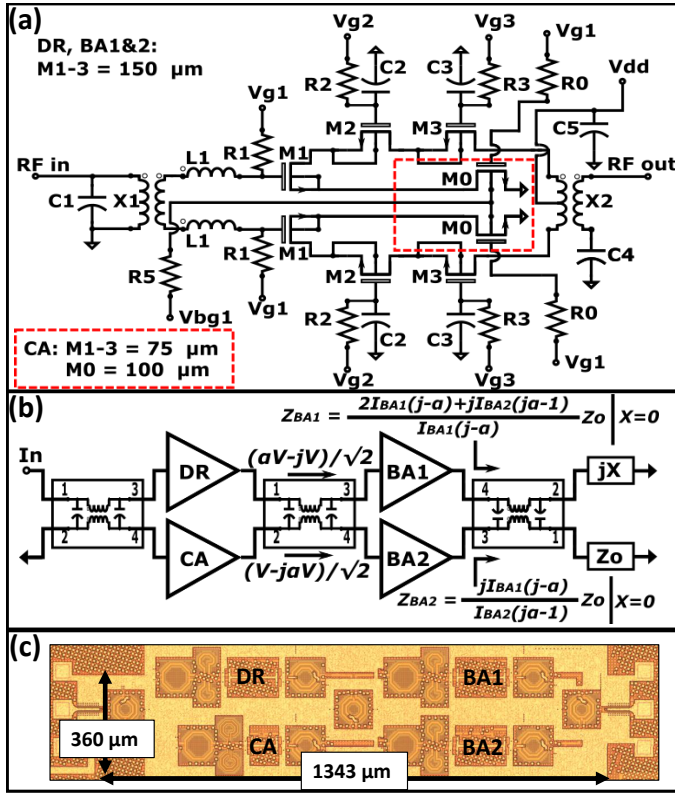 (a)
DR, BA1&2:
M1-3 = 150 μm
Vg2
Vg3
Vg1
R2
C2
C3
R3
R0
Vdd
Vg1
R1
L1
M1
M2
M3
C5
RF in
M0
RF out
C1
X1
X2
M0
L1
R1
M1
R5
M2
M3
C4
Vbg1
Vg1
R2
C2
C3
R3
R0
Vg2
Vg3
Vg1
CA: M1-3 = 75 μm
M0 = 100 μm
(b)
ZBA1 = 2IBA1(j-a)+jIBA2(ja-1) / IBA1(j-a) Zo | X=0
In
DR
(aV-jV)/√2
BA1
jX
1 3
1 3
4 2
2 4
2 4
3 1
CA
(V-jaV)/√2
BA2
Zo
ZBA2 = jIBA1(j-a) / IBA2(ja-1) Zo | X=0
(c)
DR
BA1
360 μm
CA
BA2
1343 μm